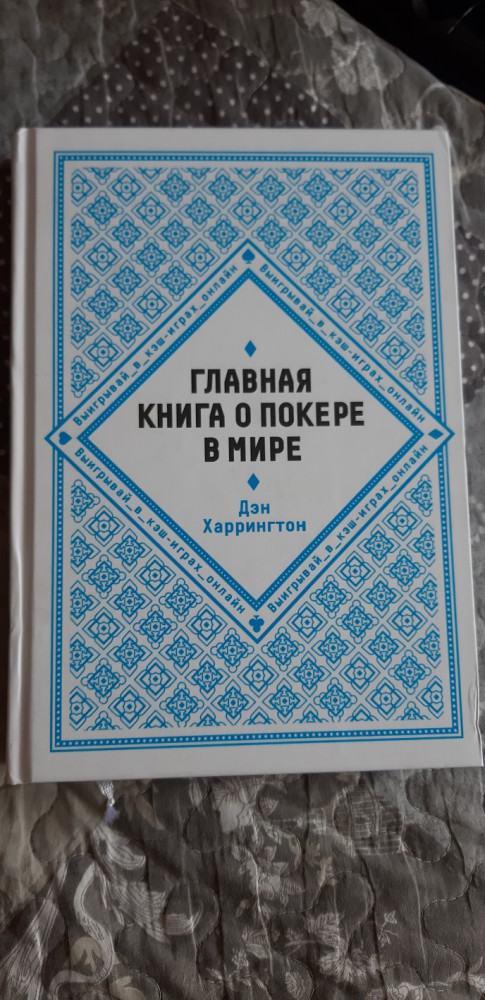 Выигрывай_в_кэш-играх_онлайн
Выигрывай_в_кэш-играх_онлайн
ГЛАВНАЯ
КНИГА О ПОКЕРЕ
В МИРЕ
Дэн
Харрингтон
Выигрывай_в_кэш-играх_онлайн
Выигрывай_в_кэш-играх_онлайн